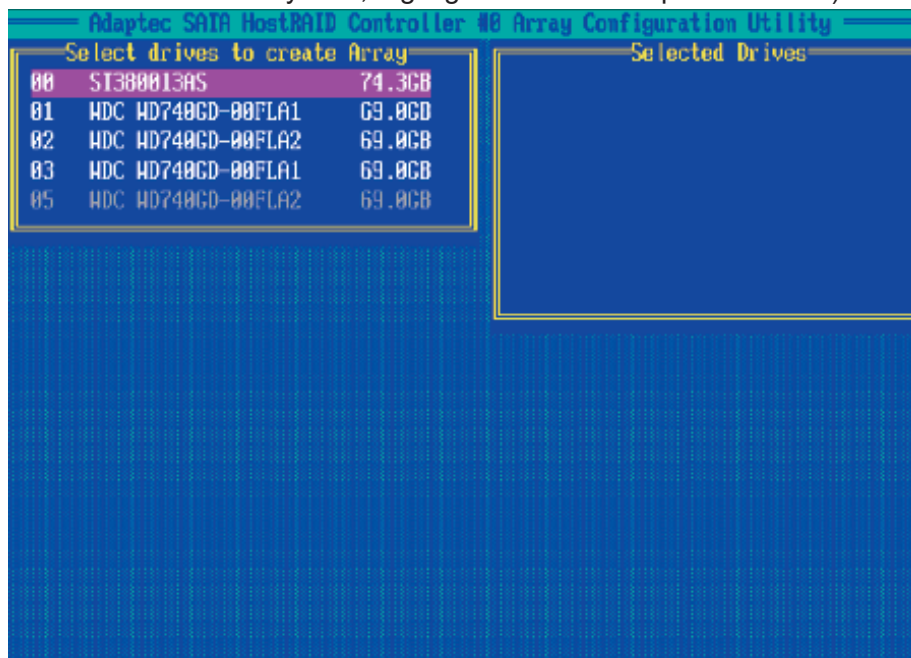 Adaptec SATA HostRAID Controller #0 Array Configuration Utility
Select drives to create Array
00 ST380013AS 74.3GB
01 WDC WD740GD-00FLA1 69.0GB
02 WDC WD740GD-00FLA2 69.0GB
03 WDC WD740GD-00FLA1 69.0GB
05 WDC WD740GD-00FLA2 69.0GB
Selected Drives